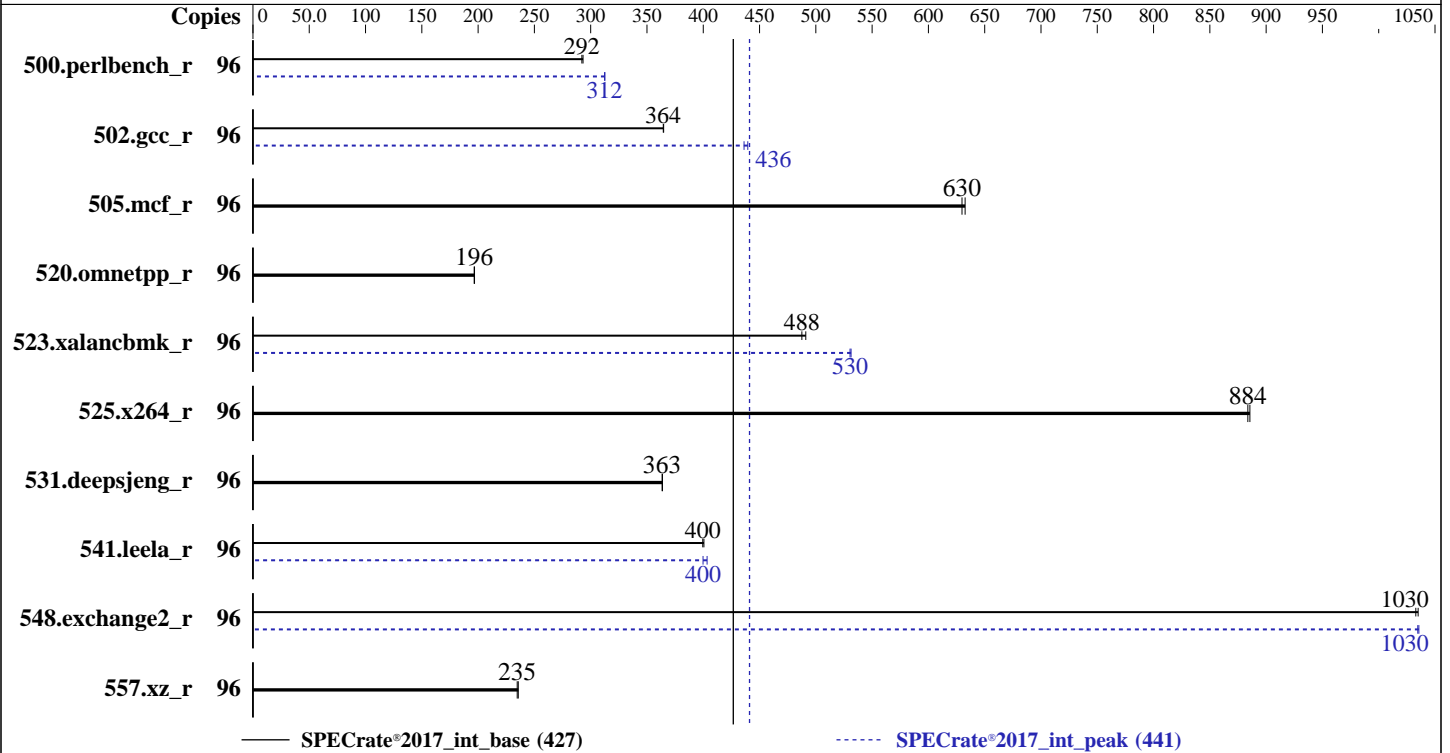 Copies 0 50.0 100 150 200 250 300 350 400 450 500 550 600 650 700 750 800 850 900 950 1050
500.perlbench_r 96 292
312
502.gcc_r 96 364
436
505.mcf_r 96 630
520.omnetpp_r 96 196
523.xalancbmk_r 96 488
530
525.x264_r 96 884
531.deepsjeng_r 96 363
541.leela_r 96 400
400
548.exchange2_r 96 1030
1030
557.xz_r 96 235
SPECrate®2017_int_base (427) SPECrate®2017_int_peak (441)